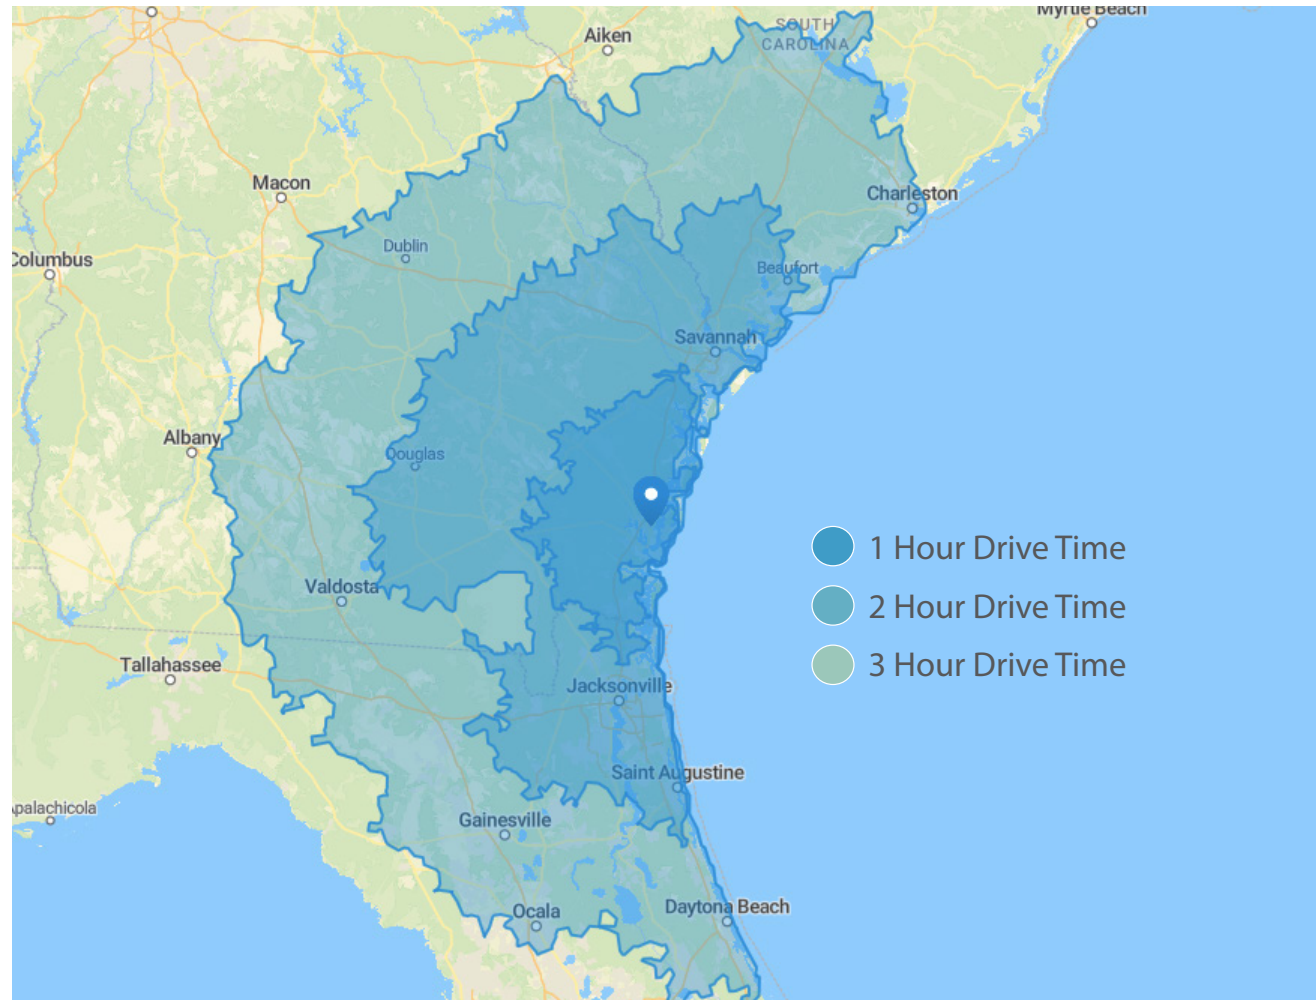 Myrtle Beach
SOUTH
CAROLINA
Aiken
Macon
Charleston
Dublin
Columbus
Beaufort
Savannah
Albany
Douglas
1 Hour Drive Time
Valdosta
2 Hour Drive Time
Tallahassee
3 Hour Drive Time
Jacksonville
Saint Augustine
palachicola
Gainesville
Ocala
Daytona Beach